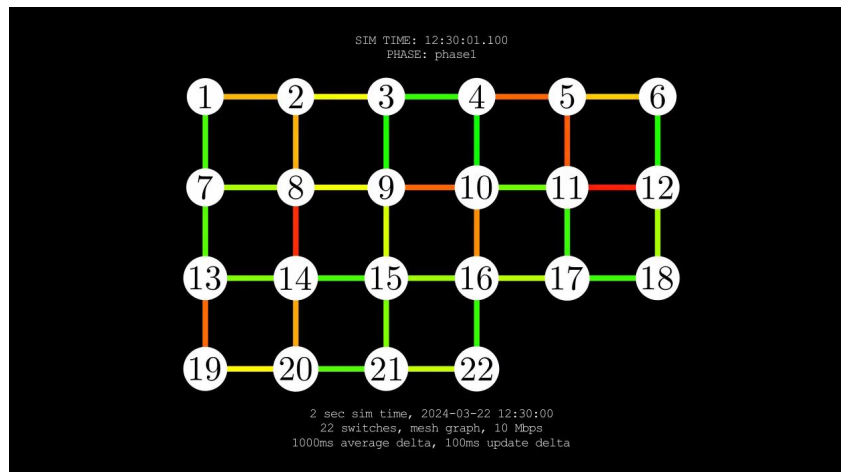 SIM TIME: 12:30:01.100
PHASE: phase1
1 2 3 4 5 6
7 8 9 10 11 12
13 14 15 16 17 18
19 20 21 22
2 sec sim time, 2024-03-22 12:30:00
22 switches, mesh graph, 10 Mbps
1000ms average delta, 100ms update delta